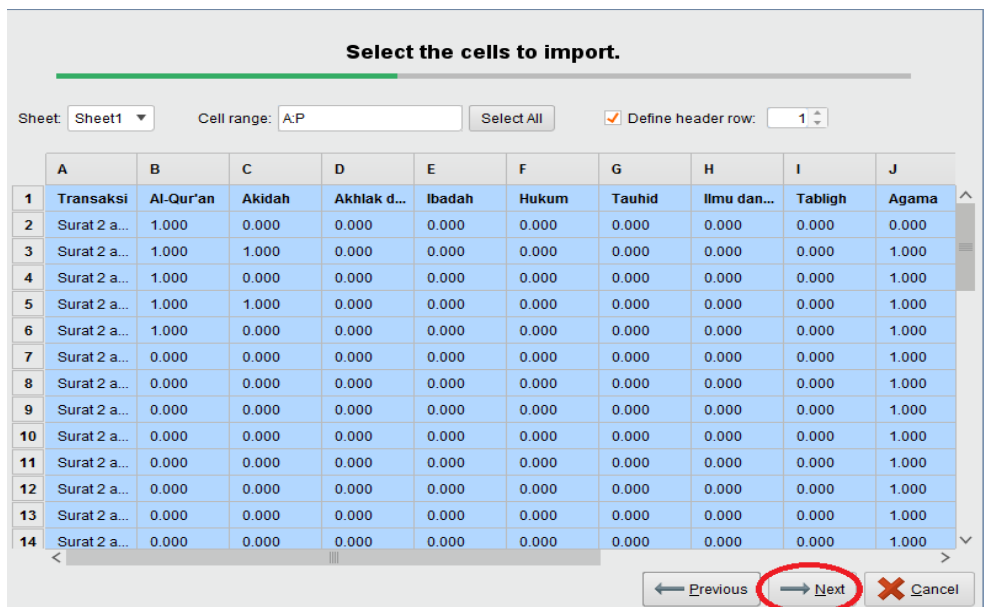 Select the cells to import.
Sheet: Sheet1 Cell range: A:P Select All Define header row: 1
A B C D E F G H I J
1 Transaksi Al-Qur'an Akidah Akhlak d... Ibadah Hukum Tauhid Ilmu dan... Tabligh Agama
2 Surat 2 a... 1.000 0.000 0.000 0.000 0.000 0.000 0.000 0.000 0.000
3 Surat 2 a... 1.000 1.000 0.000 0.000 0.000 0.000 0.000 0.000 1.000
4 Surat 2 a... 1.000 0.000 0.000 0.000 0.000 0.000 0.000 0.000 1.000
5 Surat 2 a... 1.000 1.000 0.000 0.000 0.000 0.000 0.000 0.000 1.000
6 Surat 2 a... 1.000 0.000 0.000 0.000 0.000 0.000 0.000 0.000 1.000
7 Surat 2 a... 0.000 0.000 0.000 0.000 0.000 0.000 0.000 0.000 1.000
8 Surat 2 a... 0.000 0.000 0.000 0.000 0.000 0.000 0.000 0.000 1.000
9 Surat 2 a... 0.000 0.000 0.000 0.000 0.000 0.000 0.000 0.000 1.000
10 Surat 2 a... 0.000 0.000 0.000 0.000 0.000 0.000 0.000 0.000 1.000
11 Surat 2 a... 0.000 0.000 0.000 0.000 0.000 0.000 0.000 0.000 1.000
12 Surat 2 a... 0.000 0.000 0.000 0.000 0.000 0.000 0.000 0.000 1.000
13 Surat 2 a... 0.000 0.000 0.000 0.000 0.000 0.000 0.000 0.000 1.000
14 Surat 2 a... 0.000 0.000 0.000 0.000 0.000 0.000 0.000 0.000 1.000
Previous Next Cancel